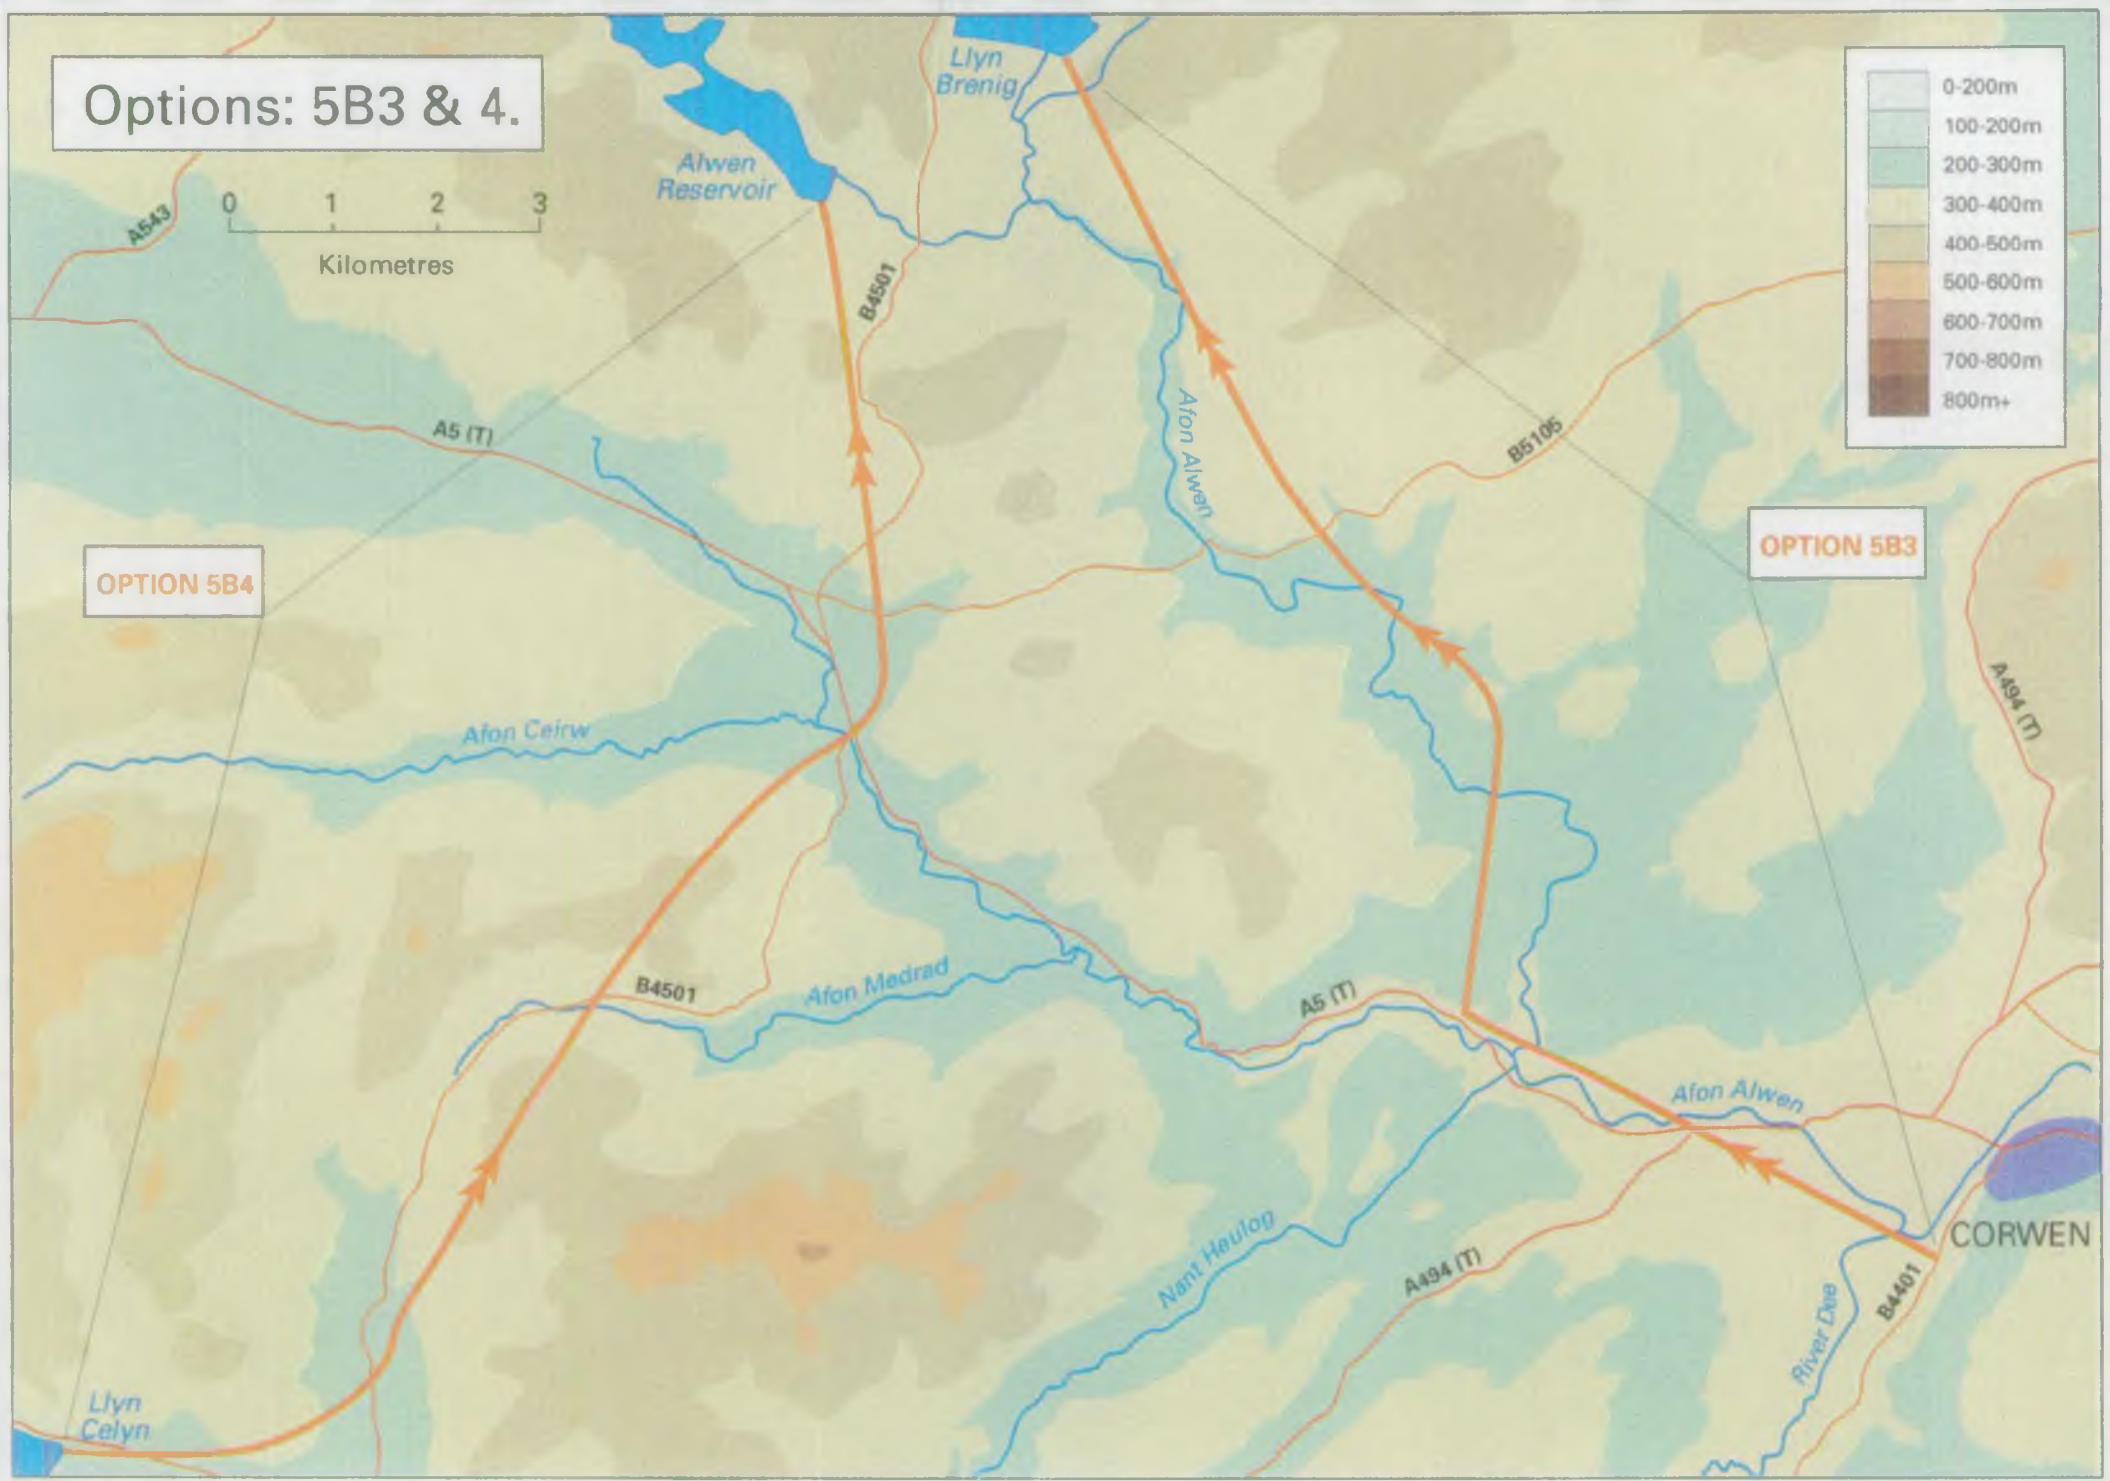 Options: 5B3 & 4.
0 1 2 3
Kilometres
A543
Alwen
Reservoir
Llyn
Brenig
B4501
0-200m
100-200m
200-300m
300-400m
400-500m
500-600m
600-700m
700-800m
800m+
A5 (T)
Afon Alwen
B5105
OPTION 5B4
OPTION 5B3
A494 (T)
Afon Ceirw
B4501
Afon Medrad
A5 (T)
Afon Alwen
Nant Heulog
A494 (T)
CORWEN
River Dee
B4401
Llyn
Celyn